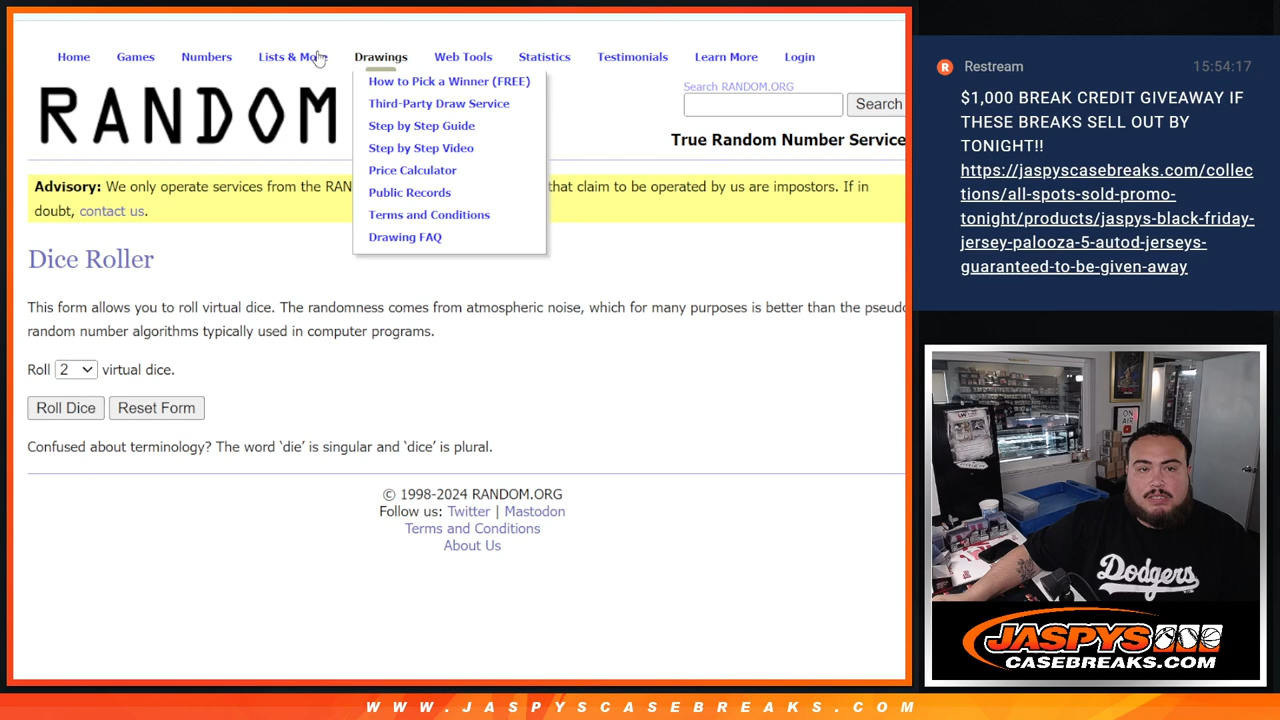 Home Games Numbers Lists & More Drawings Web Tools Statistics Testimonials Learn More Login
RANDOM
How to Pick a Winner (FREE)
Third-Party Draw Service
Step by Step Guide
Step by Step Video
Price Calculator
Public Records
Terms and Conditions
Drawing FAQ
Search RANDOM.ORG
Search
True Random Number Service
Advisory: We only operate services from the RAN that claim to be operated by us are impostors. If in
doubt, contact us.
Dice Roller
This form allows you to roll virtual dice. The randomness comes from atmospheric noise, which for many purposes is better than the pseudo
random number algorithms typically used in computer programs.
Roll 2 virtual dice.
Roll Dice Reset Form
Confused about terminology? The word ‘die’ is singular and ‘dice’ is plural.
© 1998-2024 RANDOM.ORG
Follow us: Twitter | Mastodon
Terms and Conditions
About Us
R Restream 15:54:17
$1,000 BREAK CREDIT GIVEAWAY IF
THESE BREAKS SELL OUT BY
TONIGHT!!
https://jaspyscasebreaks.com/collec
tions/all-spots-sold-promo-
tonight/products/jaspys-black-friday-
jersey-palooza-5-autod-jerseys-
guaranteed-to-be-given-away
ON
AIR
Dodgers
JASPYS
CASEBREAKS.COM
WWW.JASPYSCASEBREAKS.COM